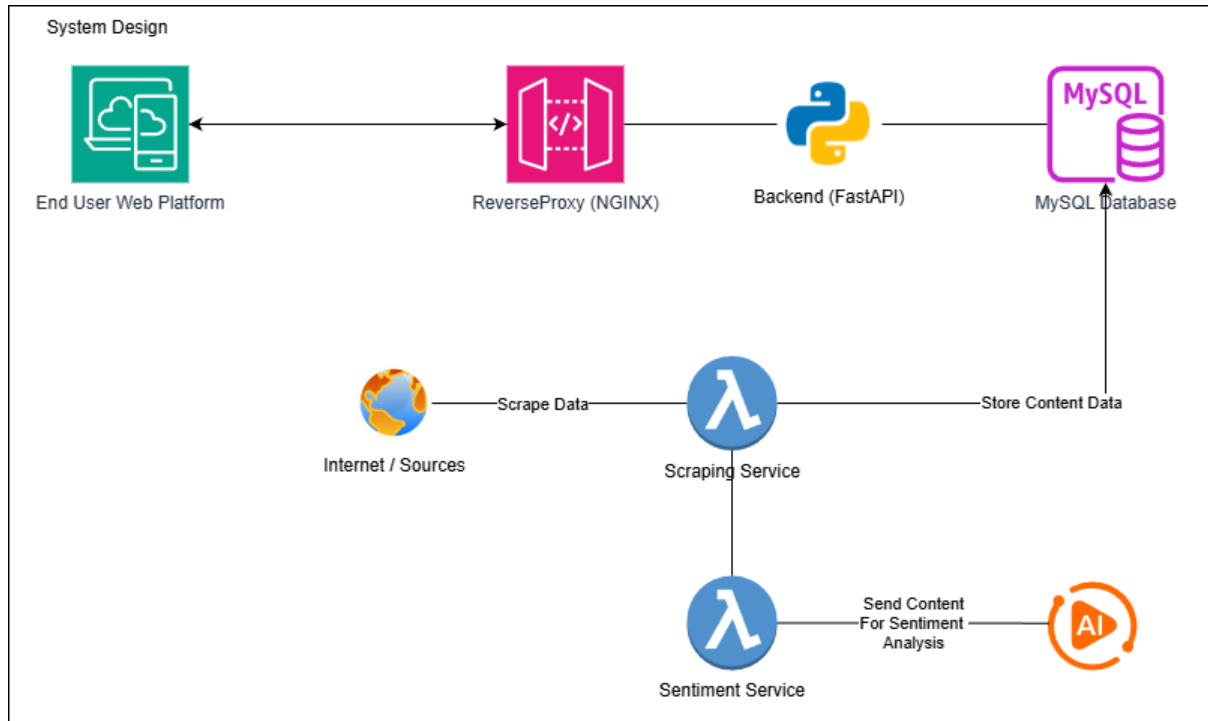 System Design
MySQL
End User Web Platform
ReverseProxy (NGINX)
Backend (FastAPI)
MySQL Database
Scrape Data
Store Content Data
Internet / Sources
Scraping Service
Send Content
For Sentiment
Analysis
AI
Sentiment Service